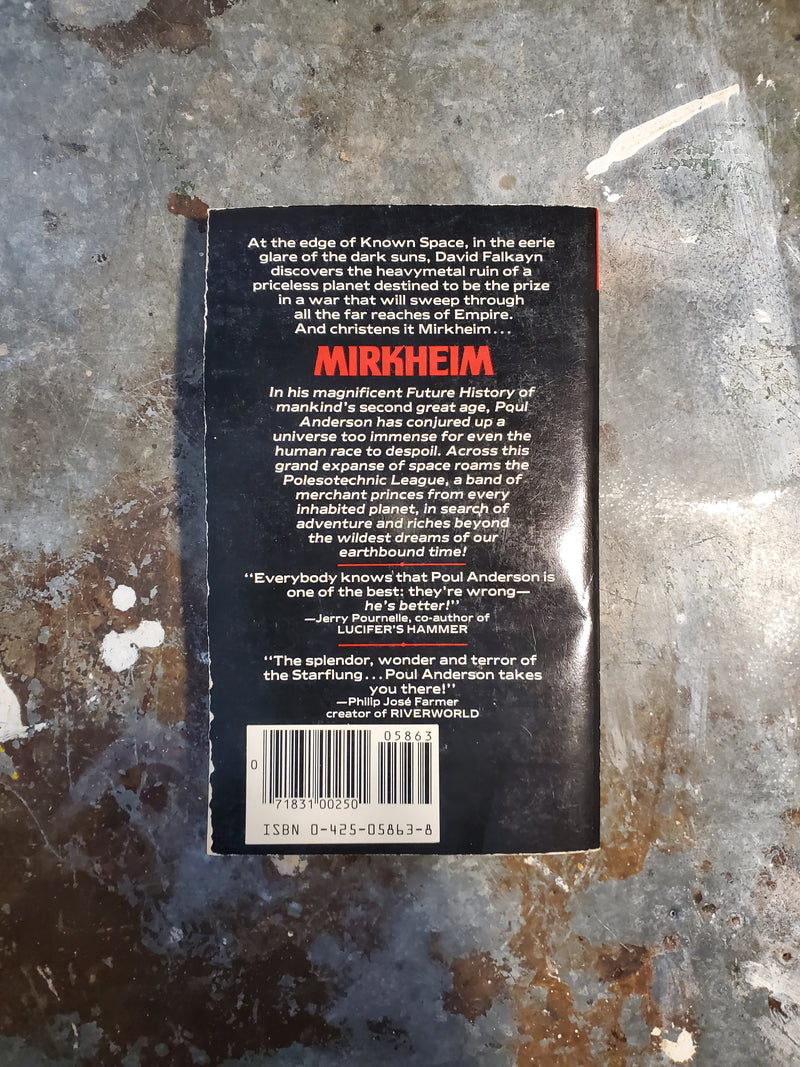 At the edge of Known Space, in the eerie
glare of the dark suns, David Falkayn
discovers the heavymetal ruin of a
priceless planet destined to be the prize
in a war that will sweep through
all the far reaches of Empire.
And christens it Mirkheim...
MIRKHEIM
In his magnificent Future History of
mankind's second great age, Poul
Anderson has conjured up a
universe too immense for even the
human race to despoil. Across this
grand expanse of space roams the
Polesotechnic League, a band of
merchant princes from every
inhabited planet, in search of
adventure and riches beyond
the wildest dreams of our
earthbound time!
"Everybody knows that Poul Anderson is
one of the best: they're wrong—
he's better!"
—Jerry Pournelle, co-author of
LUCIFER'S HAMMER
"The splendor, wonder and terror of
the Starflung...Poul Anderson takes
you there!"
—Philip José Farmer
creator of RIVERWORLD
05863
0
71831 00250
ISBN 0-425-05863-8